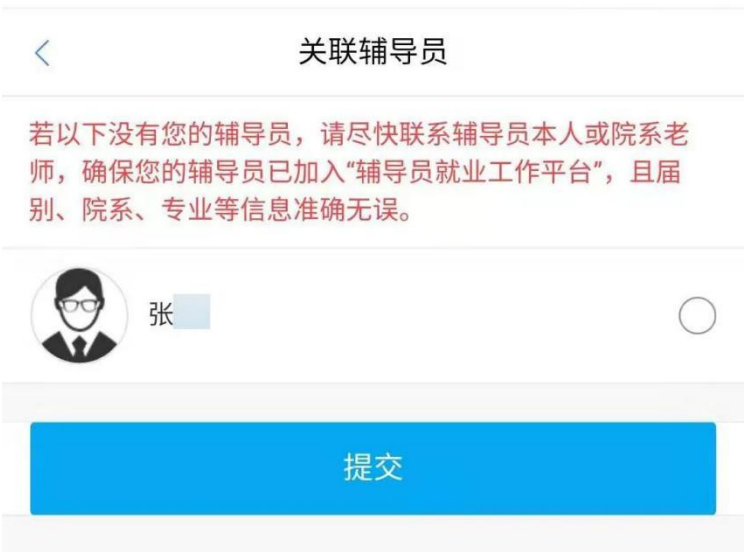 关联辅导员
若以下没有您的辅导员，请尽快联系辅导员本人或院系老
师，确保您的辅导员已加入“辅导员就业工作平台”，且届
别、院系、专业等信息准确无误。
张
提交